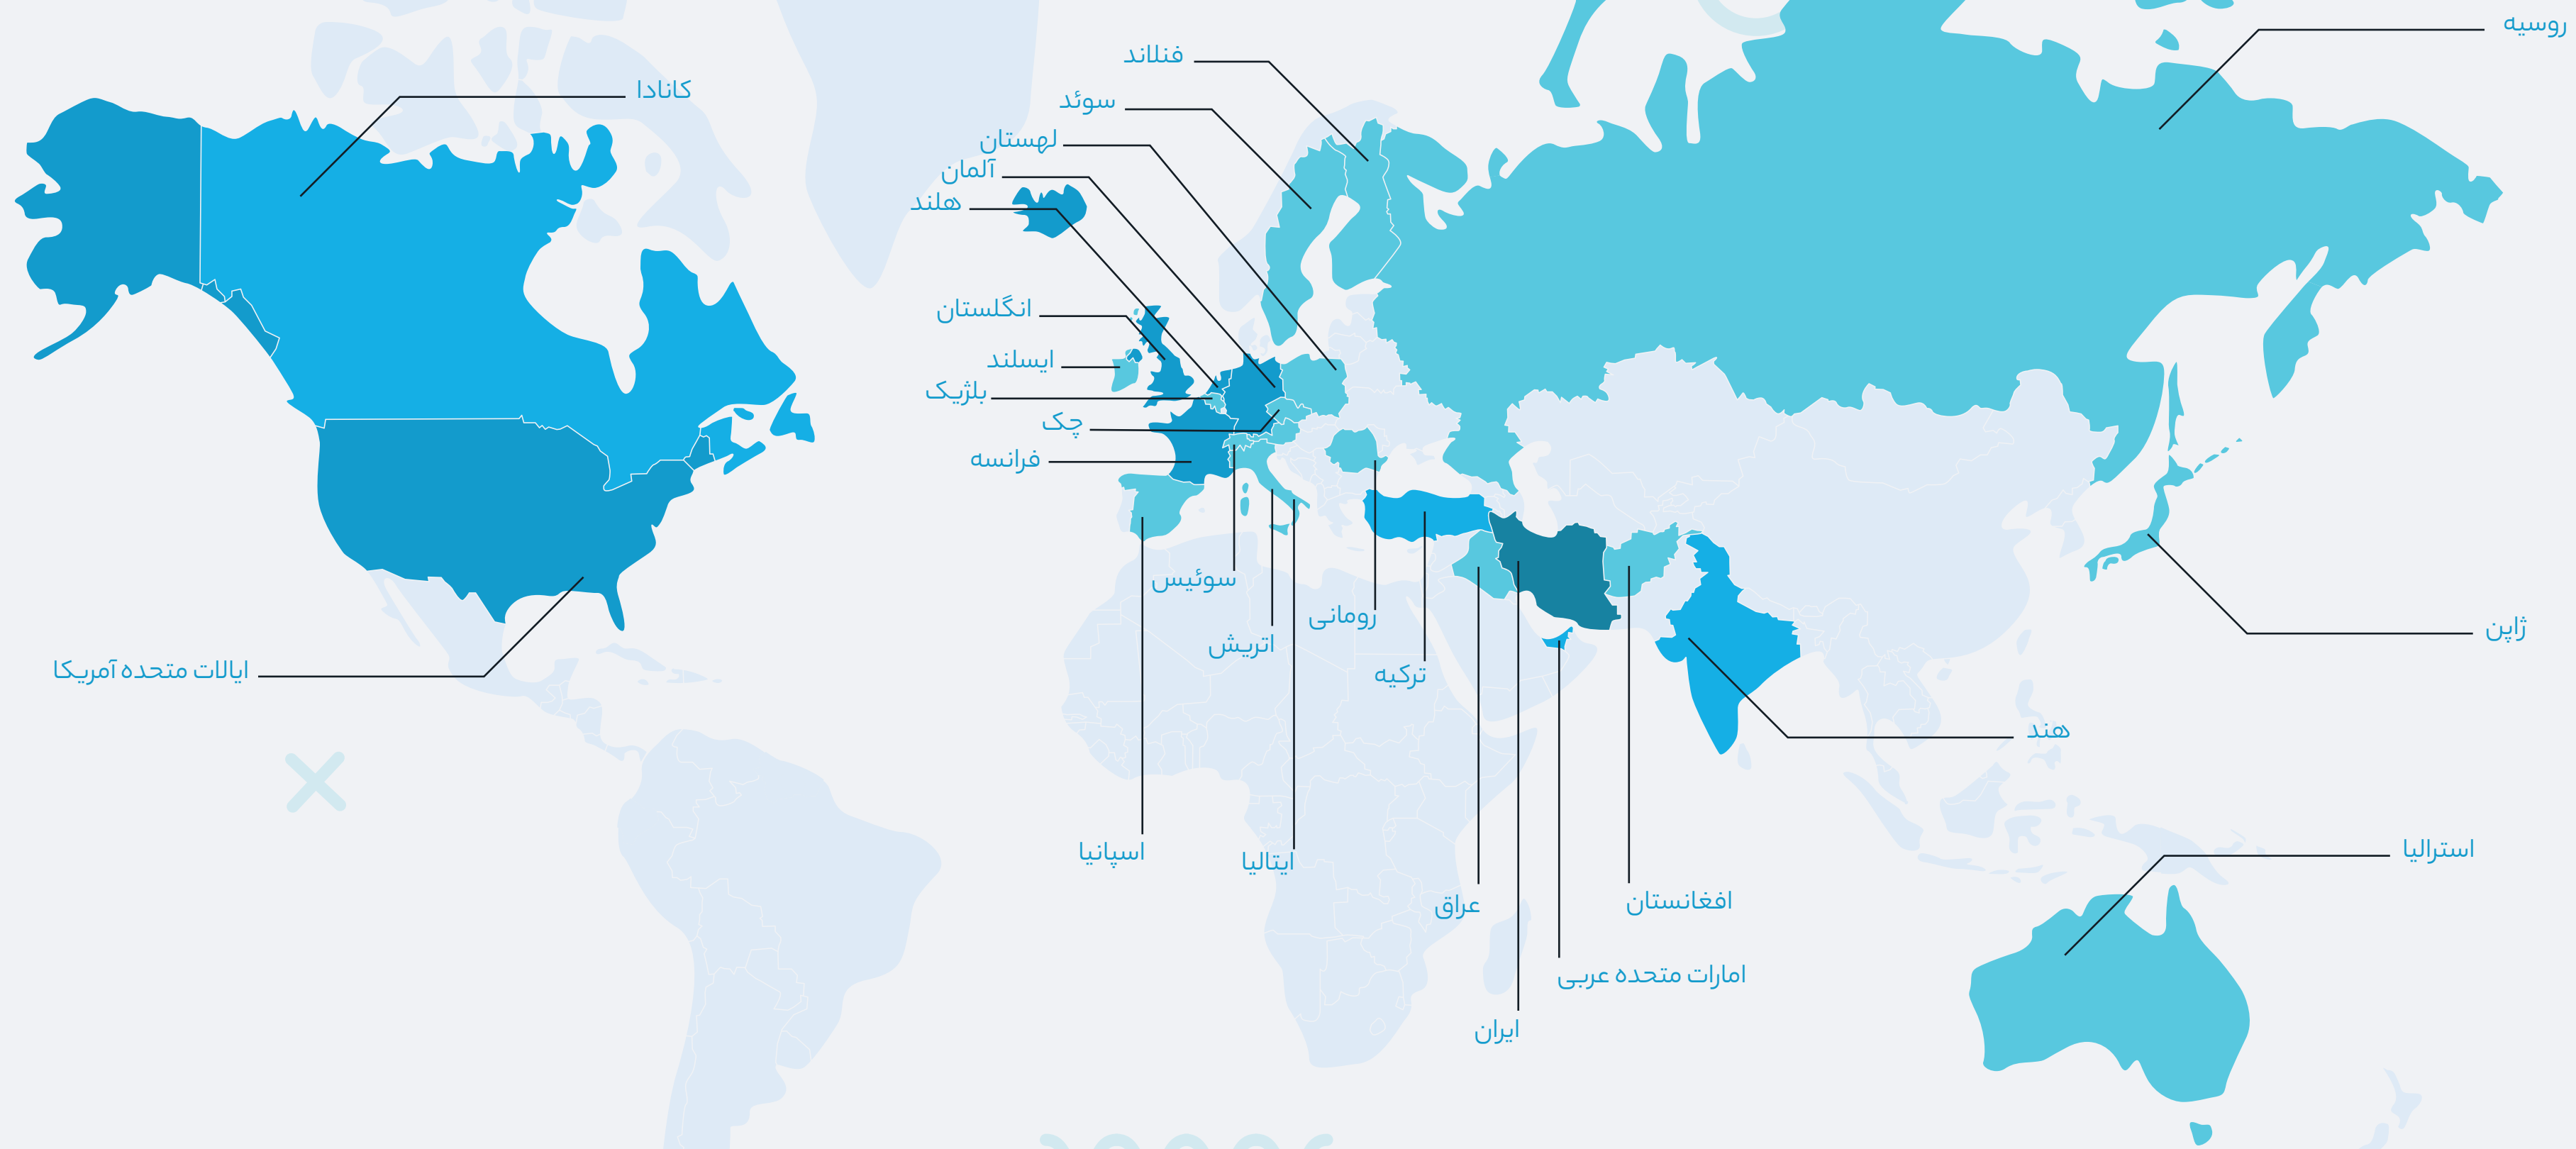 روسیه
فنلاند
کانادا
سوئد
لهستان
آلمان
هلند
انگلستان
ایسلند
بلژیک
چک
فرانسه
سوئیس
رومانی
ژاپن
اتریش
ترکیه
ایالات متحده آمریکا
هند
استرالیا
اسپانیا
ایتالیا
افغانستان
عراق
امارات متحده عربی
ایران